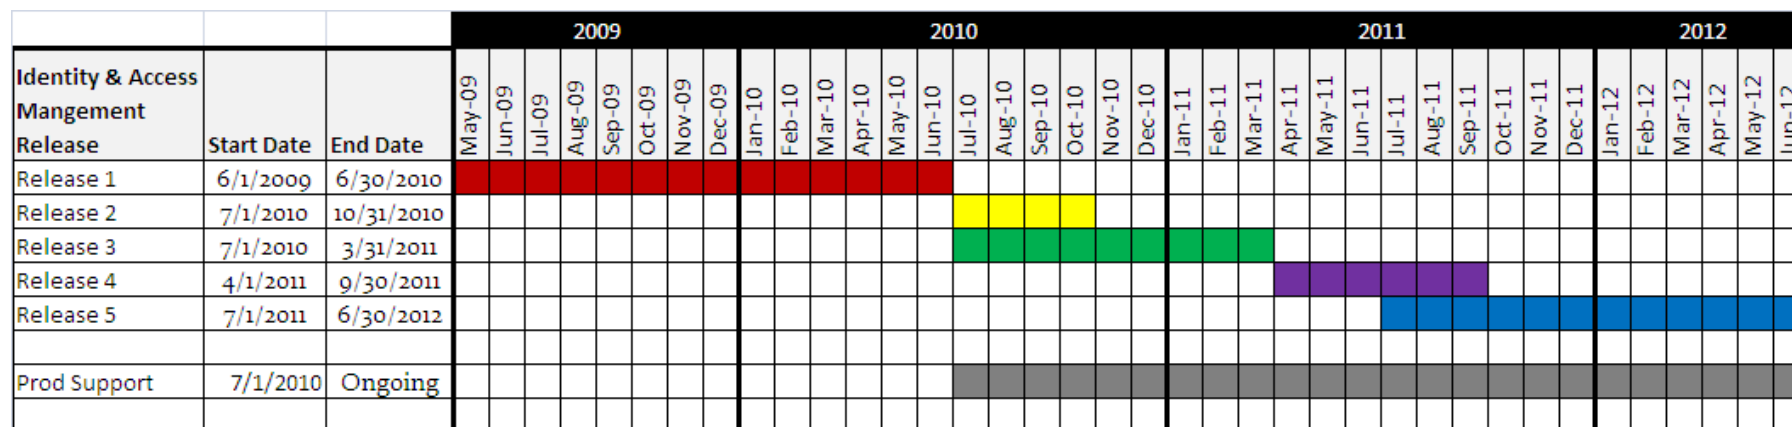 2009 2010 2011 2012
Identity & Access
Mangement
Release Start Date End Date May-09 Jun-09 Jul-09 Aug-09 Sep-09 Oct-09 Nov-09 Dec-09 Jan-10 Feb-10 Mar-10 Apr-10 May-10 Jun-10 Jul-10 Aug-10 Sep-10 Oct-10 Nov-10 Dec-10 Jan-11 Feb-11 Mar-11 Apr-11 May-11 Jun-11 Jul-11 Aug-11 Sep-11 Oct-11 Nov-11 Dec-11 Jan-12 Feb-12 Mar-12 Apr-12 May-12 Jun-12
Release 1 6/1/2009 6/30/2010
Release 2 7/1/2010 10/31/2010
Release 3 7/1/2010 3/31/2011
Release 4 4/1/2011 9/30/2011
Release 5 7/1/2011 6/30/2012
Prod Support 7/1/2010 Ongoing